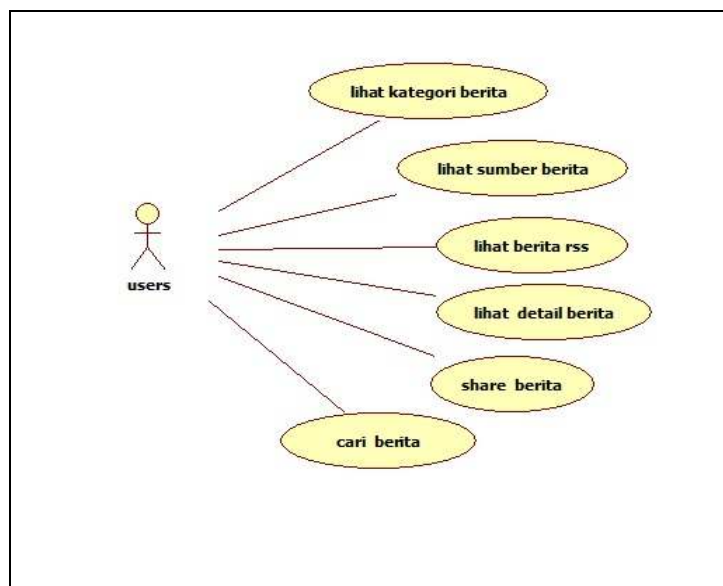 lihat kategori berita
lihat sumber berita
lihat berita rss
users
lihat  detail berita
share  berita
cari  berita